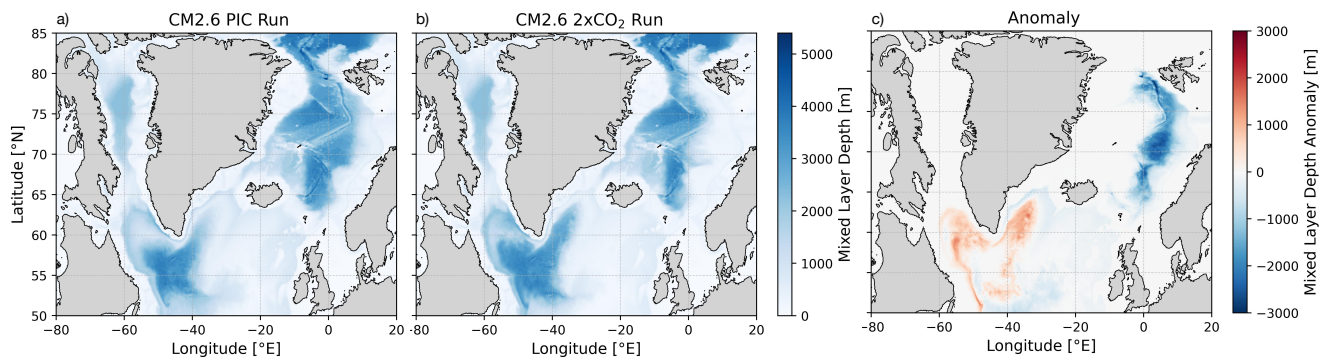 a) CM2.6 PIC Run
b) CM2.6 2xCO₂ Run
c) Anomaly
Latitude [°N]
85
80
75
70
65
60
55
50
−80 −60 −40 −20 0 20
Longitude [°E]
−80 −60 −40 −20 0 20
Longitude [°E]
5000
4000
3000
2000
1000
0
Mixed Layer Depth [m]
−80 −60 −40 −20 0 20
Longitude [°E]
3000
2000
1000
0
−1000
−2000
−3000
Mixed Layer Depth Anomaly [m]